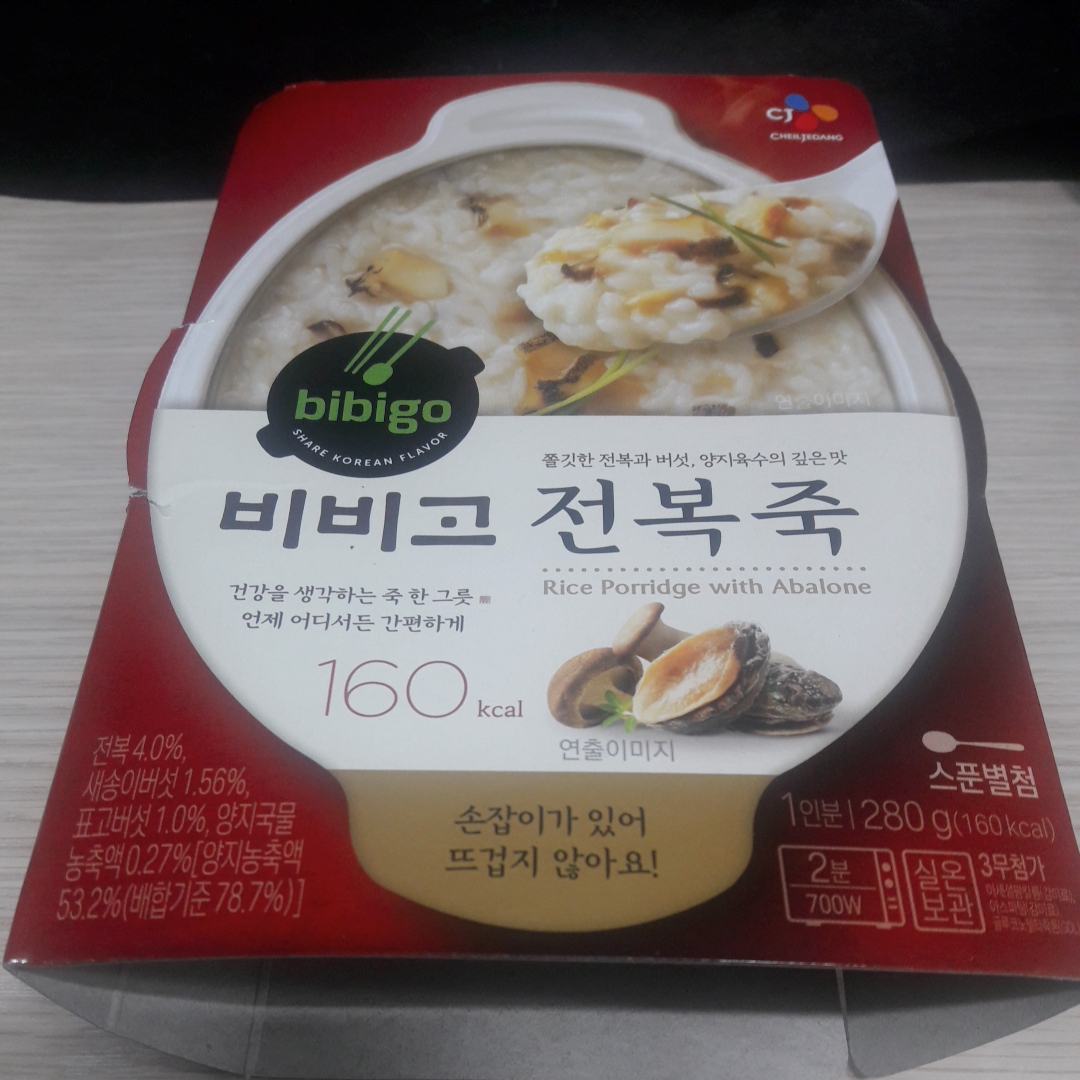 CJ
CHEILJEDANG
연출이미지
bibigo
SHARE KOREAN FLAVOR
쫄깃한 전복과 버섯, 양지육수의 깊은 맛
비비고 전복죽
Rice Porridge with Abalone
건강을 생각하는 죽 한 그릇
언제 어디서든 간편하게
160 kcal
연출이미지
전복 4.0%,
새송이버섯 1.56%,
표고버섯 1.0%, 양지국물
농축액 0.27%[양지농축액
53.2%(배합기준 78.7%)]
손잡이가 있어
뜨겁지 않아요!
스푼별첨
1인분 | 280 g(160 kcal)
2분
700W
실온
보관
3무첨가